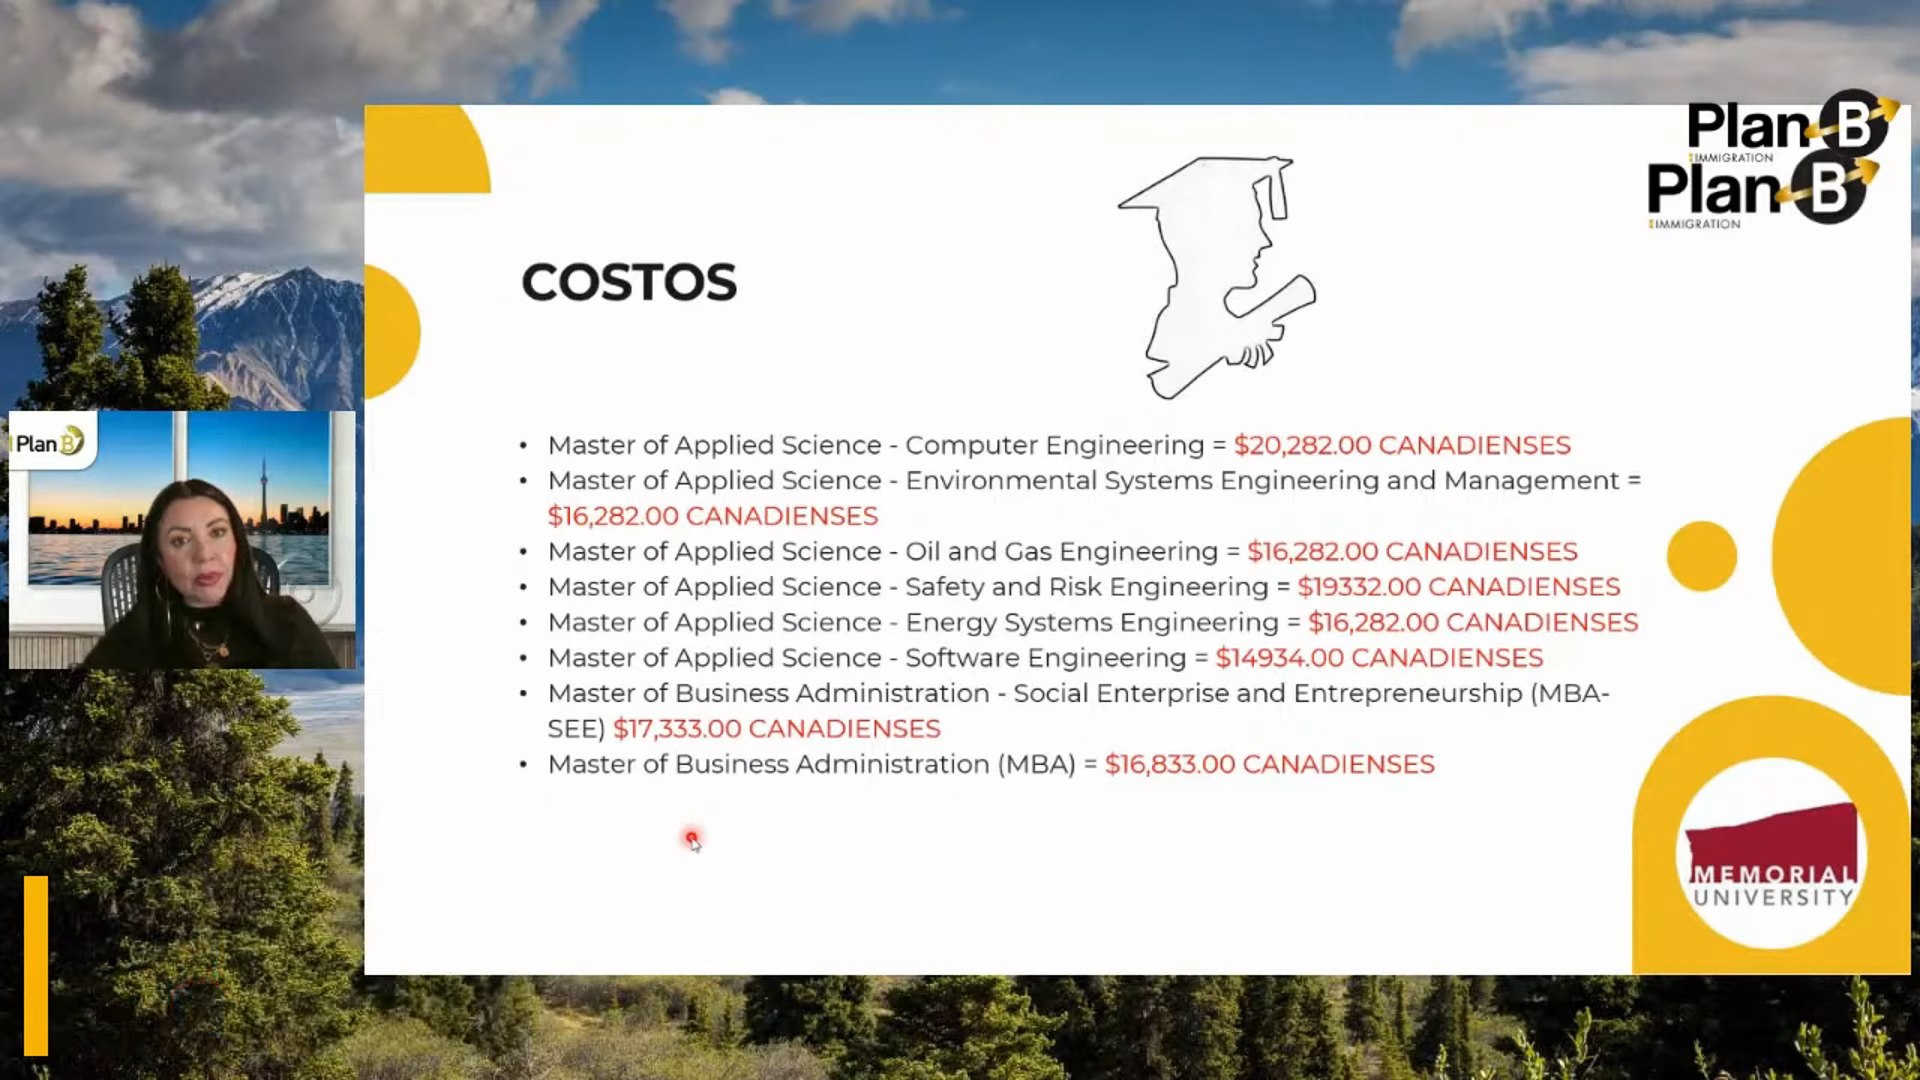 Plan B
IMMIGRATION
Plan B
IMMIGRATION
COSTOS
Plan B
• Master of Applied Science - Computer Engineering = $20,282.00 CANADIENSES
• Master of Applied Science - Environmental Systems Engineering and Management =
$16,282.00 CANADIENSES
• Master of Applied Science - Oil and Gas Engineering = $16,282.00 CANADIENSES
• Master of Applied Science - Safety and Risk Engineering = $19332.00 CANADIENSES
• Master of Applied Science - Energy Systems Engineering = $16,282.00 CANADIENSES
• Master of Applied Science - Software Engineering = $14934.00 CANADIENSES
• Master of Business Administration - Social Enterprise and Entrepreneurship (MBA-
SEE) $17,333.00 CANADIENSES
• Master of Business Administration (MBA) = $16,833.00 CANADIENSES
MEMORIAL
UNIVERSITY